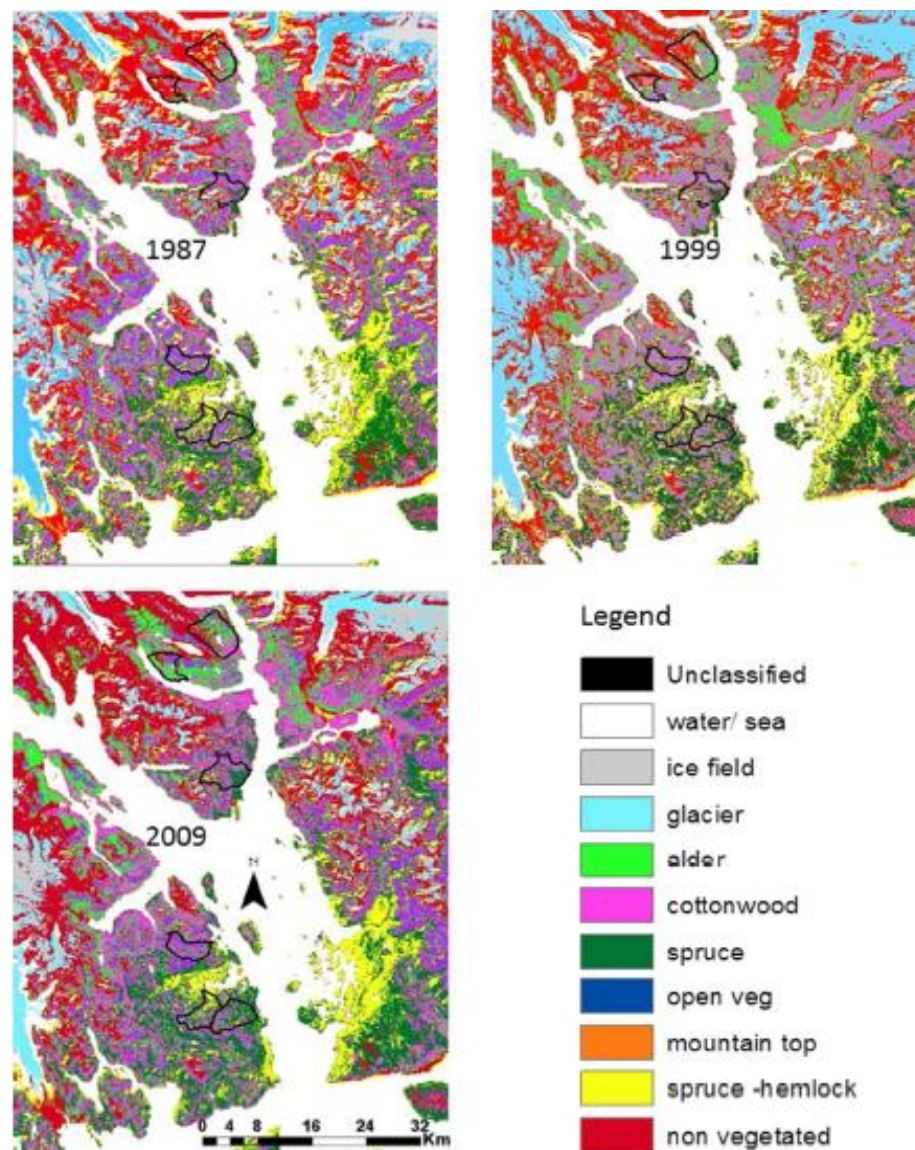 1987
1999
2009
N
0 4 8 16 24 32
Km
Legend
Unclassified
water/ sea
ice field
glacier
alder
cottonwood
spruce
open veg
mountain top
spruce -hemlock
non vegetated